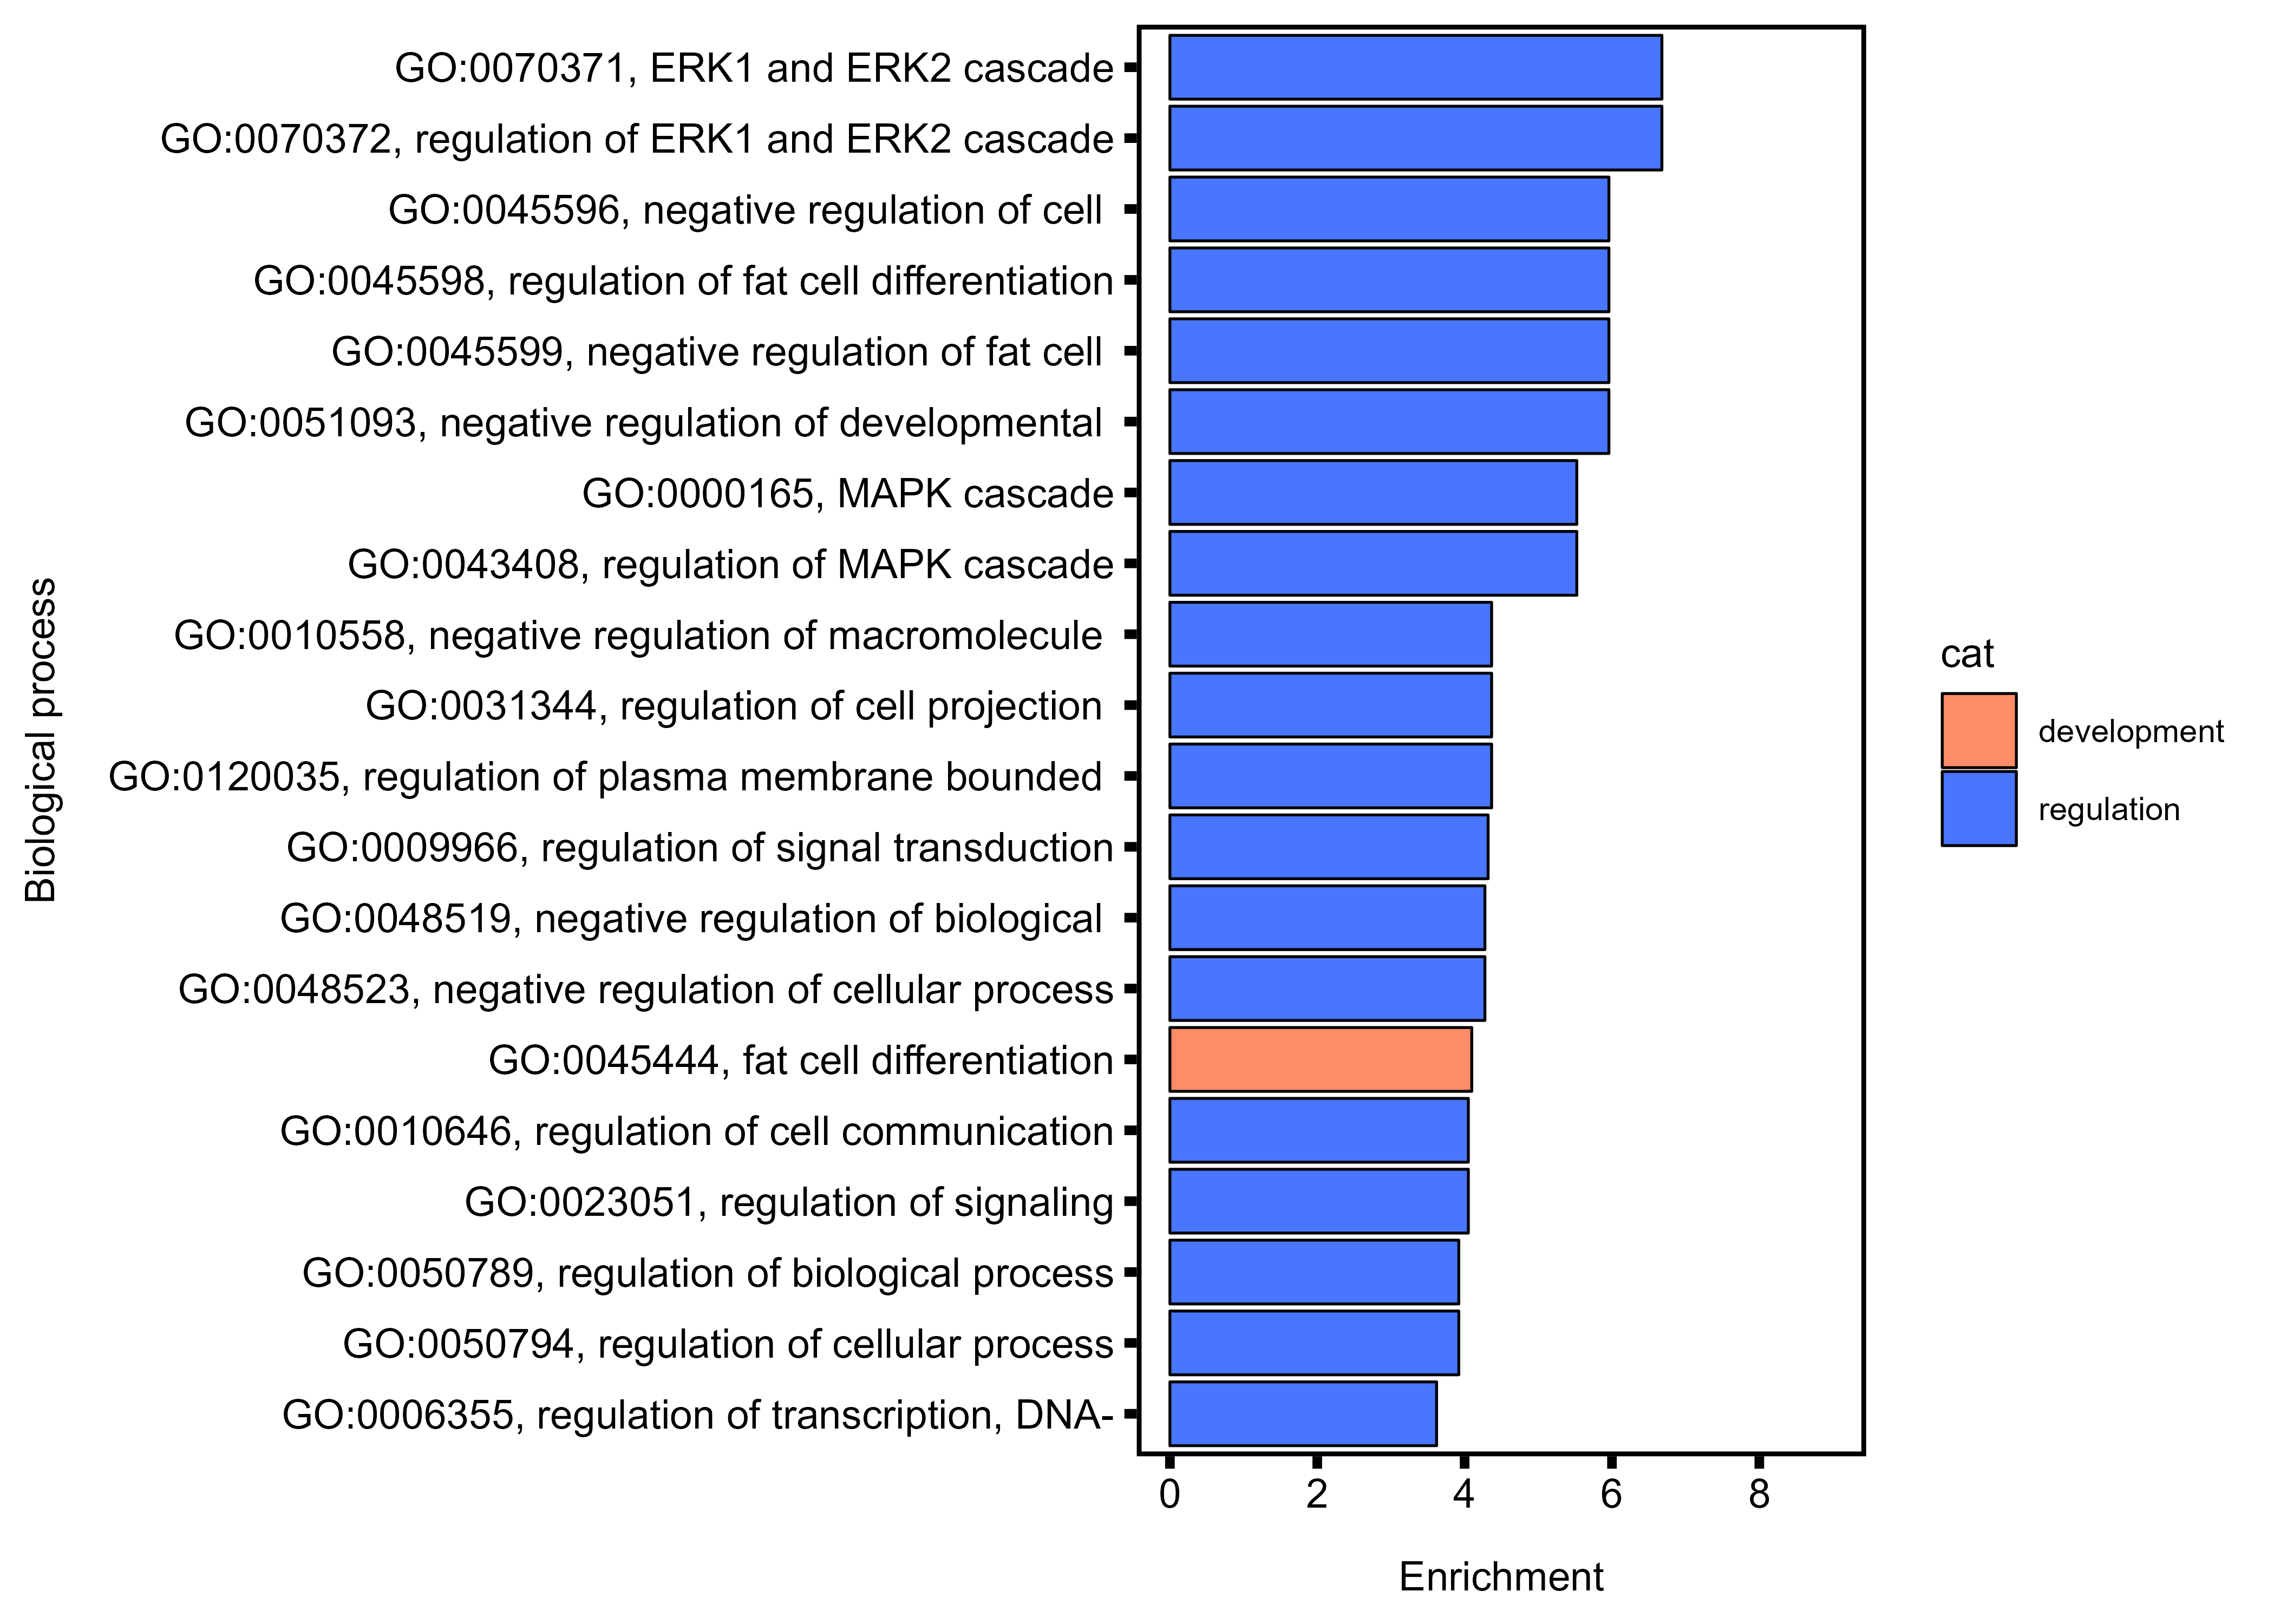 GO:0070371, ERK1 and ERK2 cascade
GO:0070372, regulation of ERK1 and ERK2 cascade
GO:0045596, negative regulation of cell
GO:0045598, regulation of fat cell differentiation
GO:0045599, negative regulation of fat cell
GO:0051093, negative regulation of developmental
GO:0000165, MAPK cascade
GO:0043408, regulation of MAPK cascade
GO:0010558, negative regulation of macromolecule
GO:0031344, regulation of cell projection
GO:0120035, regulation of plasma membrane bounded
GO:0009966, regulation of signal transduction
GO:0048519, negative regulation of biological
GO:0048523, negative regulation of cellular process
GO:0045444, fat cell differentiation
GO:0010646, regulation of cell communication
GO:0023051, regulation of signaling
GO:0050789, regulation of biological process
GO:0050794, regulation of cellular process
GO:0006355, regulation of transcription, DNA-
Biological process
0 2 4 6 8
Enrichment
cat
development
regulation